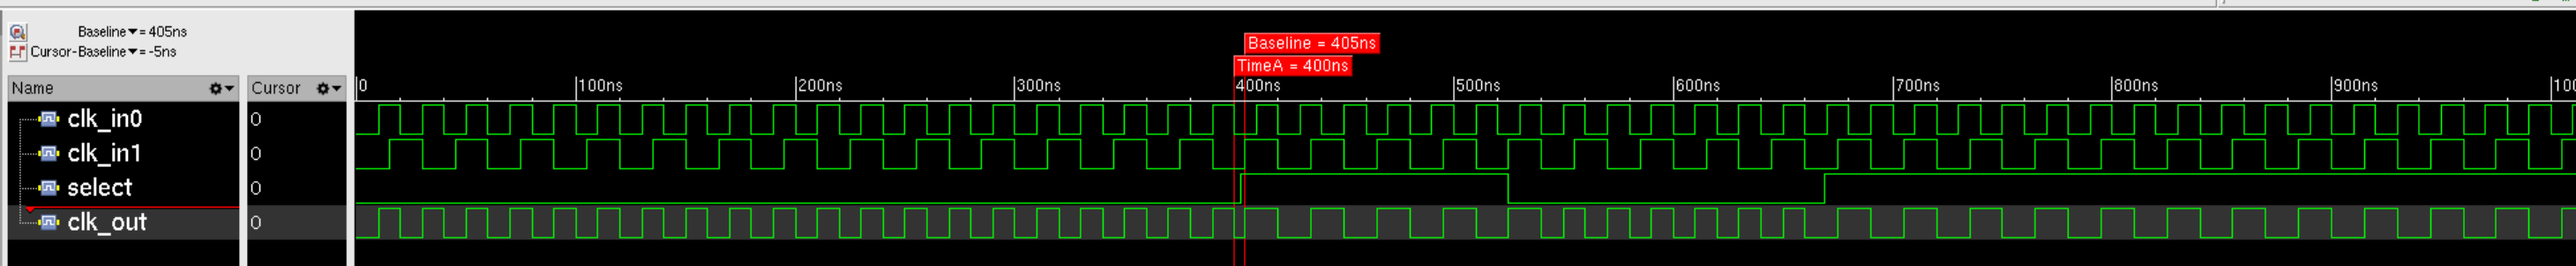 Baseline▼= 405ns
Cursor-Baseline▼= -5ns
Baseline = 405ns
TimeA = 400ns
Name Cursor
0 100ns 200ns 300ns 400ns 500ns 600ns 700ns 800ns 900ns 100
clk_in0 0
clk_in1 0
select 0
clk_out 0